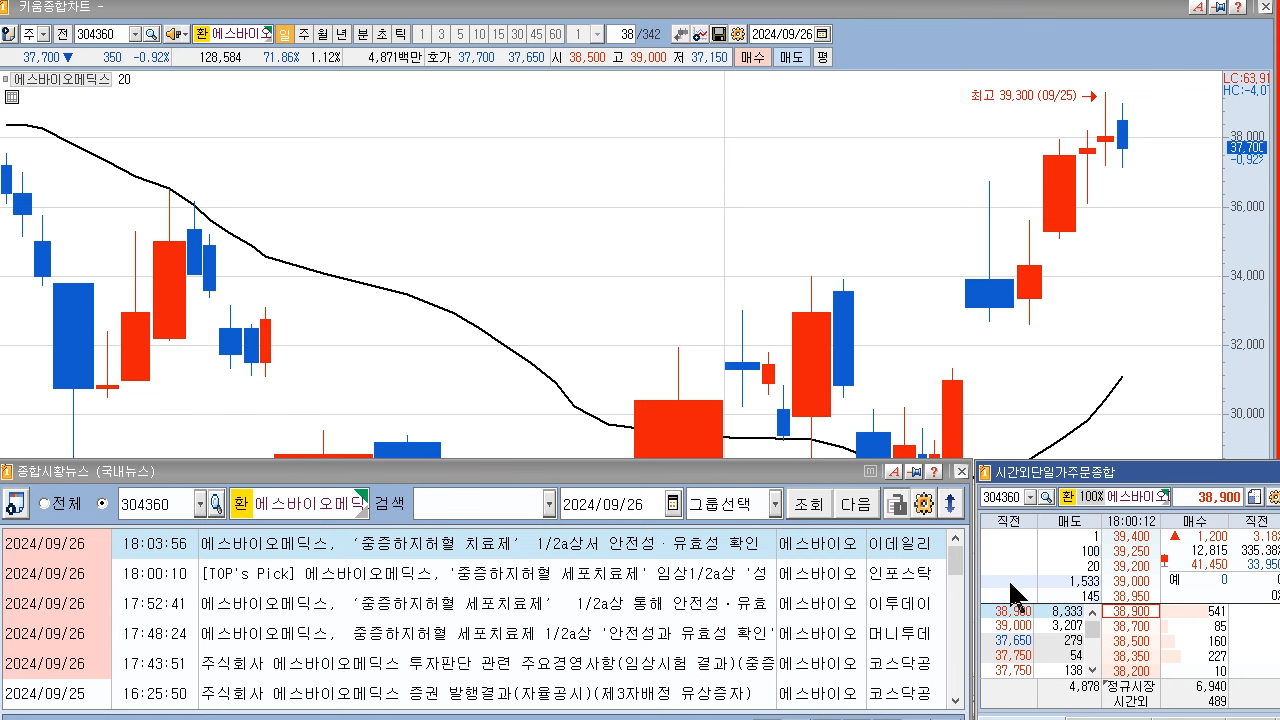 키움종합차트 -
주 전 304360 환 에스바이오 일 주 월 년 분 초 틱 1 3 5 10 15 30 45 60 1 38 /342 2024/09/26
37,700 ▼ 350 -0.92% 128,584 71.86% 1.12% 4,871백만 호가 37,700 37,650 시 38,500 고 39,000 저 37,150 매수 매도 평
에스바이오메딕스 20
LC:63.91
HC:-4.07
최고 39,300 (09/25)
38,000
37,700
-0.92%
36,000
34,000
32,000
30,000
종합시황뉴스 (국내뉴스)
전체 304360 환 에스바이오메딕 검색 2024/09/26 그룹선택 조회 다음
2024/09/26 18:03:56 에스바이오메딕스, ‘중증하지허혈 치료제’ 1/2a상서 안전성·유효성 확인 에스바이오 이데일리
2024/09/26 18:00:10 [TOP's Pick] 에스바이오메딕스, '중증하지허혈 세포치료제' 임상1/2a상 '성 에스바이오 인포스탁
2024/09/26 17:52:41 에스바이오메딕스, ‘중증하지허혈 세포치료제’ 1/2a상 통해 안전성·유효 에스바이오 이투데이
2024/09/26 17:48:24 에스바이오메딕스, 중증하지허혈 세포치료제 1/2a상 '안전성과 유효성 확인' 에스바이오 머니투데
2024/09/26 17:43:51 주식회사 에스바이오메딕스 투자판단 관련 주요경영사항(임상시험 결과)(중증 에스바이오 코스닥공
2024/09/25 16:25:50 주식회사 에스바이오메딕스 증권 발행결과(자율공시)(제3자배정 유상증자) 에스바이오 코스닥공
시간외단일가주문종합
304360 환 100% 에스바이오 38,900
직전 매도 18:00:12 매수 직전
1 39,400 ▲ 1,200 3.18
100 39,250 12,815 335.38
20 39,200 41,450 33,950
1,533 39,000 예 0
145 38,950
38,900 8,333 38,900 541
39,000 3,207 38,700 85
37,650 279 38,500 160
37,750 54 38,350 227
37,750 138 38,200 10
4,878 정규시장 6,940
시간외 489